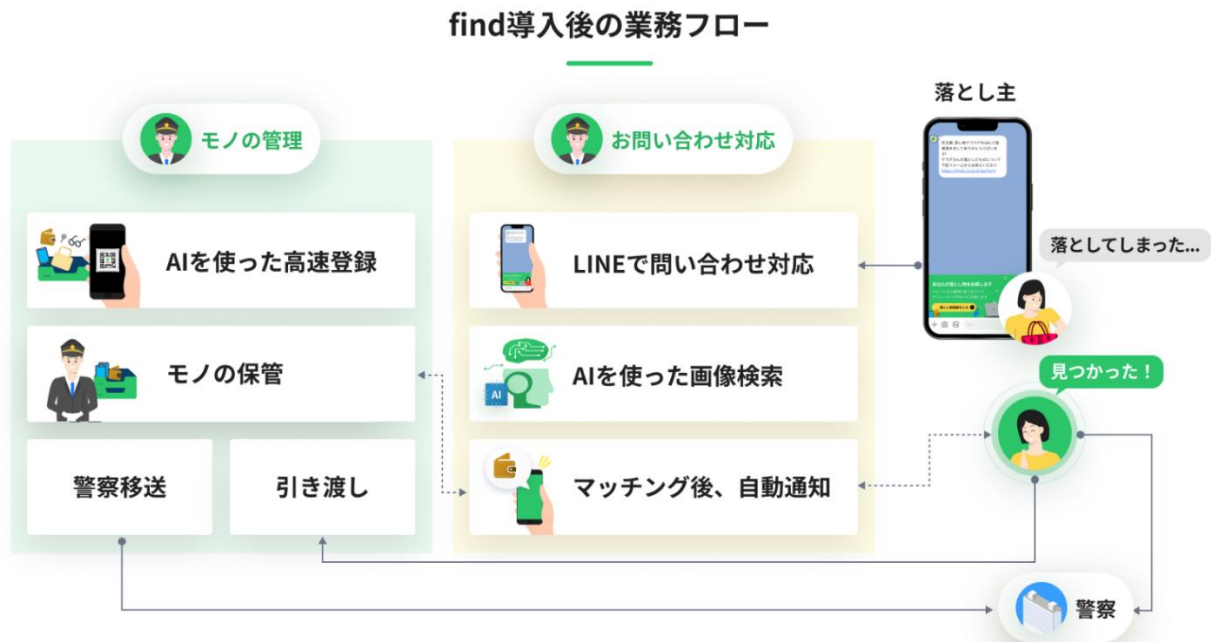 find導入後の業務フロー
落とし主
モノの管理
お問い合わせ対応
AIを使った高速登録
LINEで問い合わせ対応
落としてしまった...
モノの保管
AIを使った画像検索
AI
見つかった！
警察移送
引き渡し
マッチング後、自動通知
警察